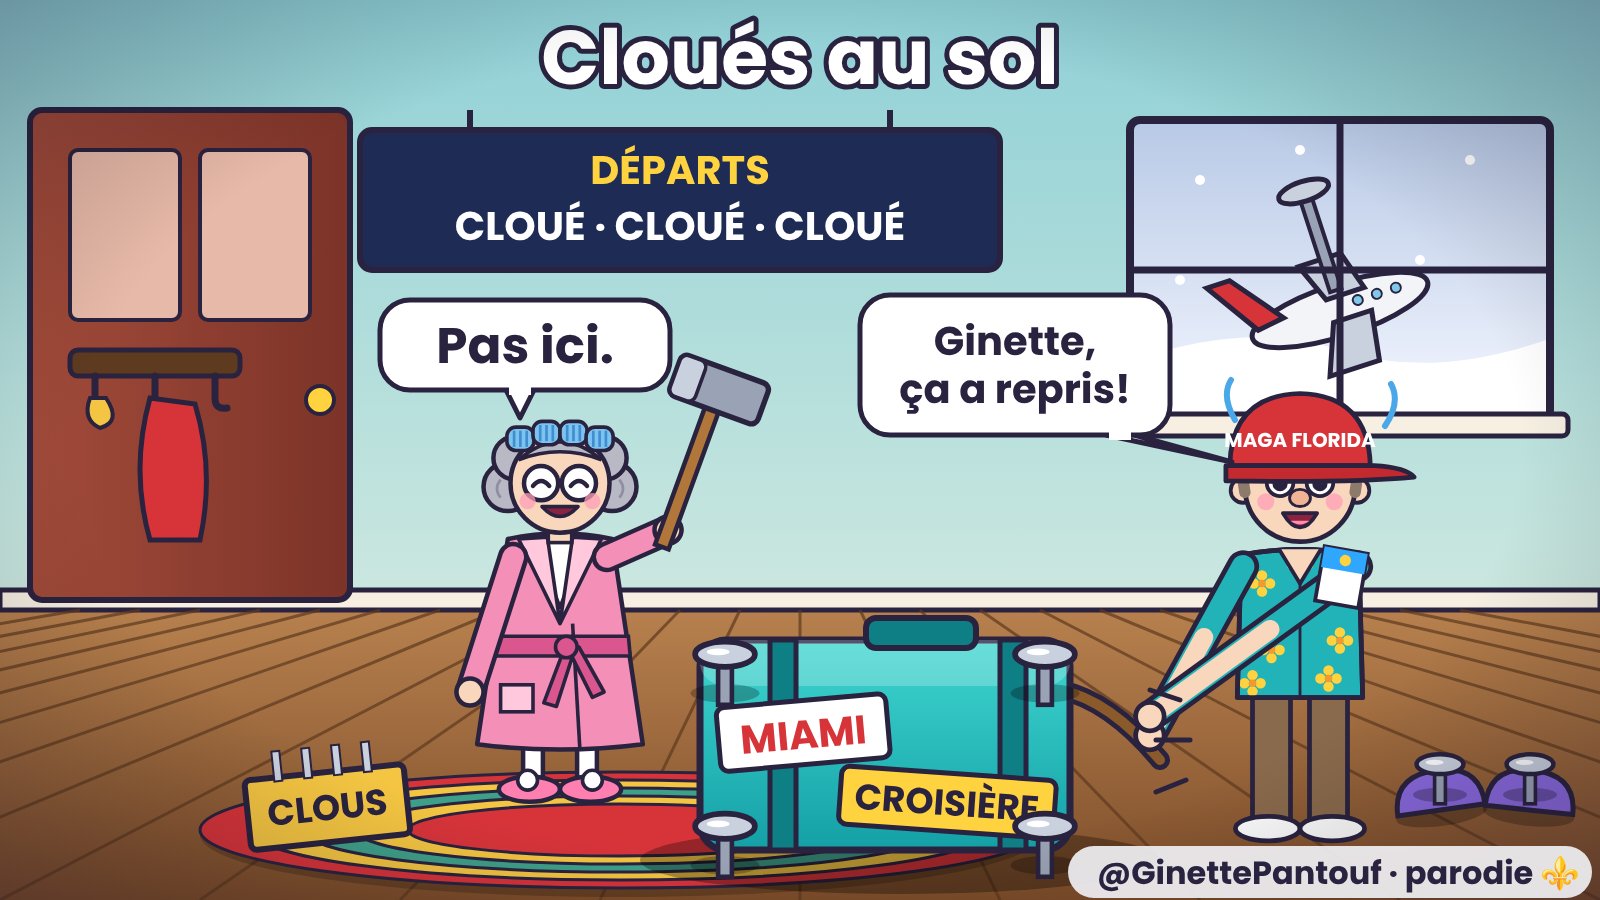 Cloués au sol
DÉPARTS
CLOUÉ · CLOUÉ · CLOUÉ
Pas ici.
Ginette,
ça a repris!
MAGA FLORIDA
MIAMI
CROISIÈRE
CLOUS
@GinettePantouf · parodie ⚜️